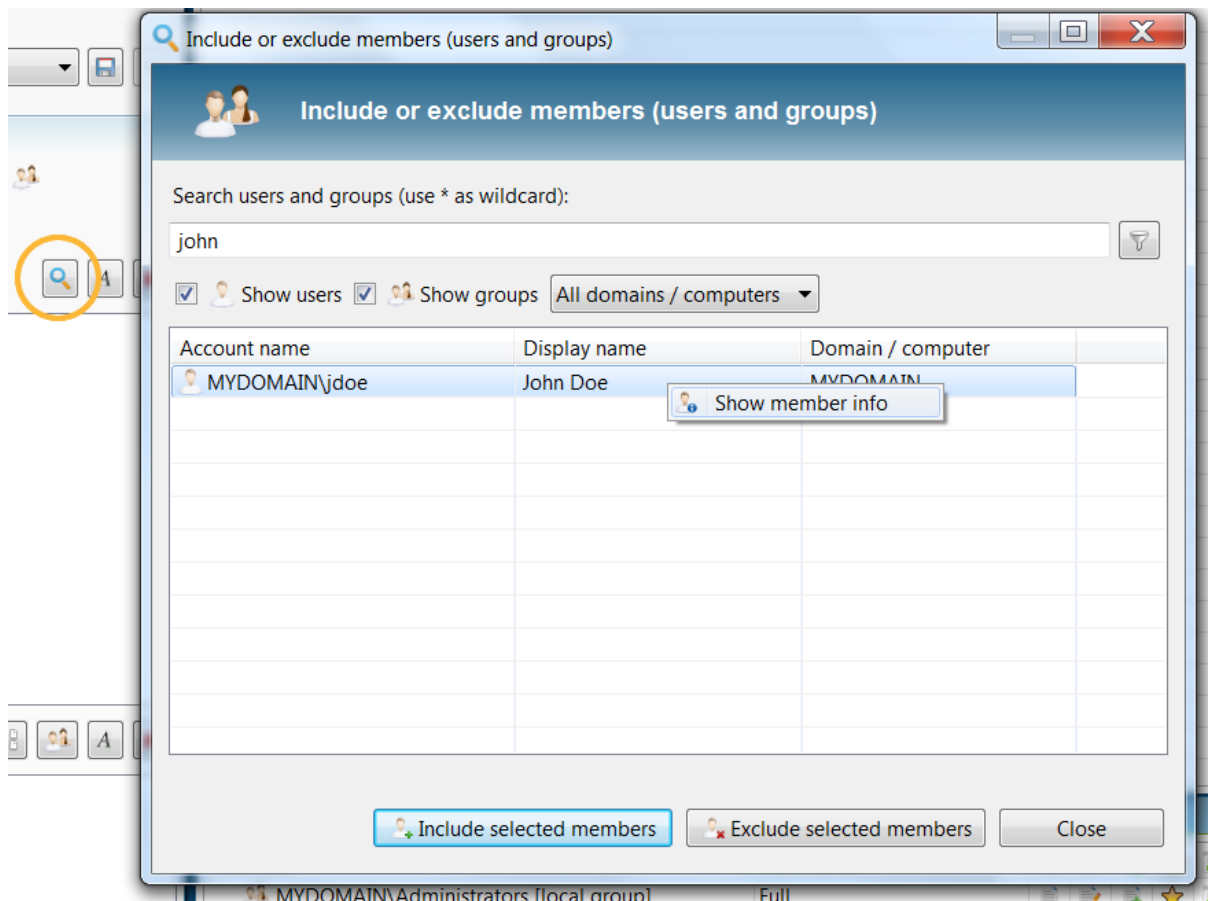 Include or exclude members (users and groups)
Include or exclude members (users and groups)
Search users and groups (use * as wildcard):
john
Show users Show groups All domains / computers
Account name Display name Domain / computer
MYDOMAIN\jdoe John Doe MYDOMAIN
Show member info
A
A
Include selected members Exclude selected members Close
MYDOMAIN\Administrators [local group] Full